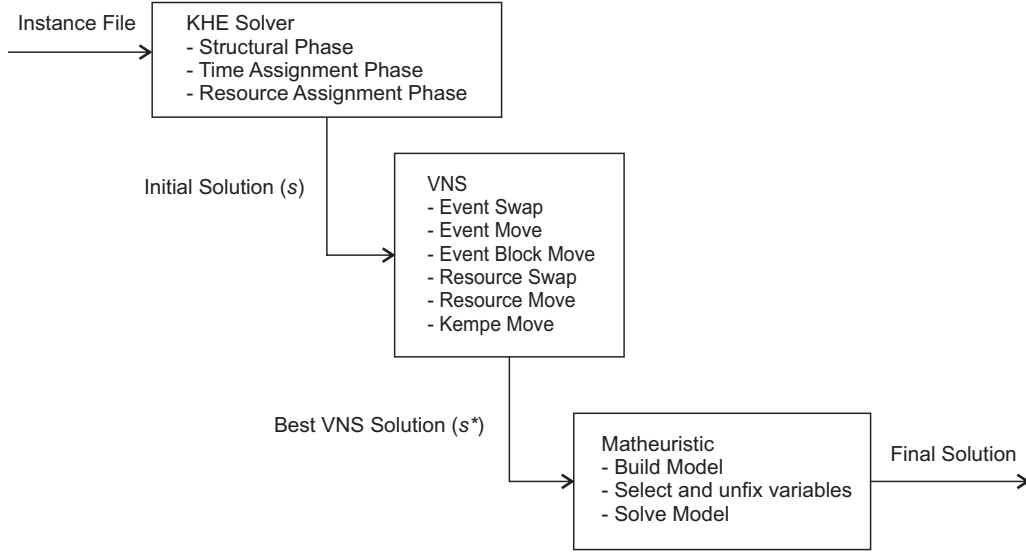 Instance File
KHE Solver
- Structural Phase
- Time Assignment Phase
- Resource Assignment Phase
Initial Solution (s)
VNS
- Event Swap
- Event Move
- Event Block Move
- Resource Swap
- Resource Move
- Kempe Move
Best VNS Solution (s*)
Matheuristic
- Build Model
- Select and unfix variables
- Solve Model
Final Solution